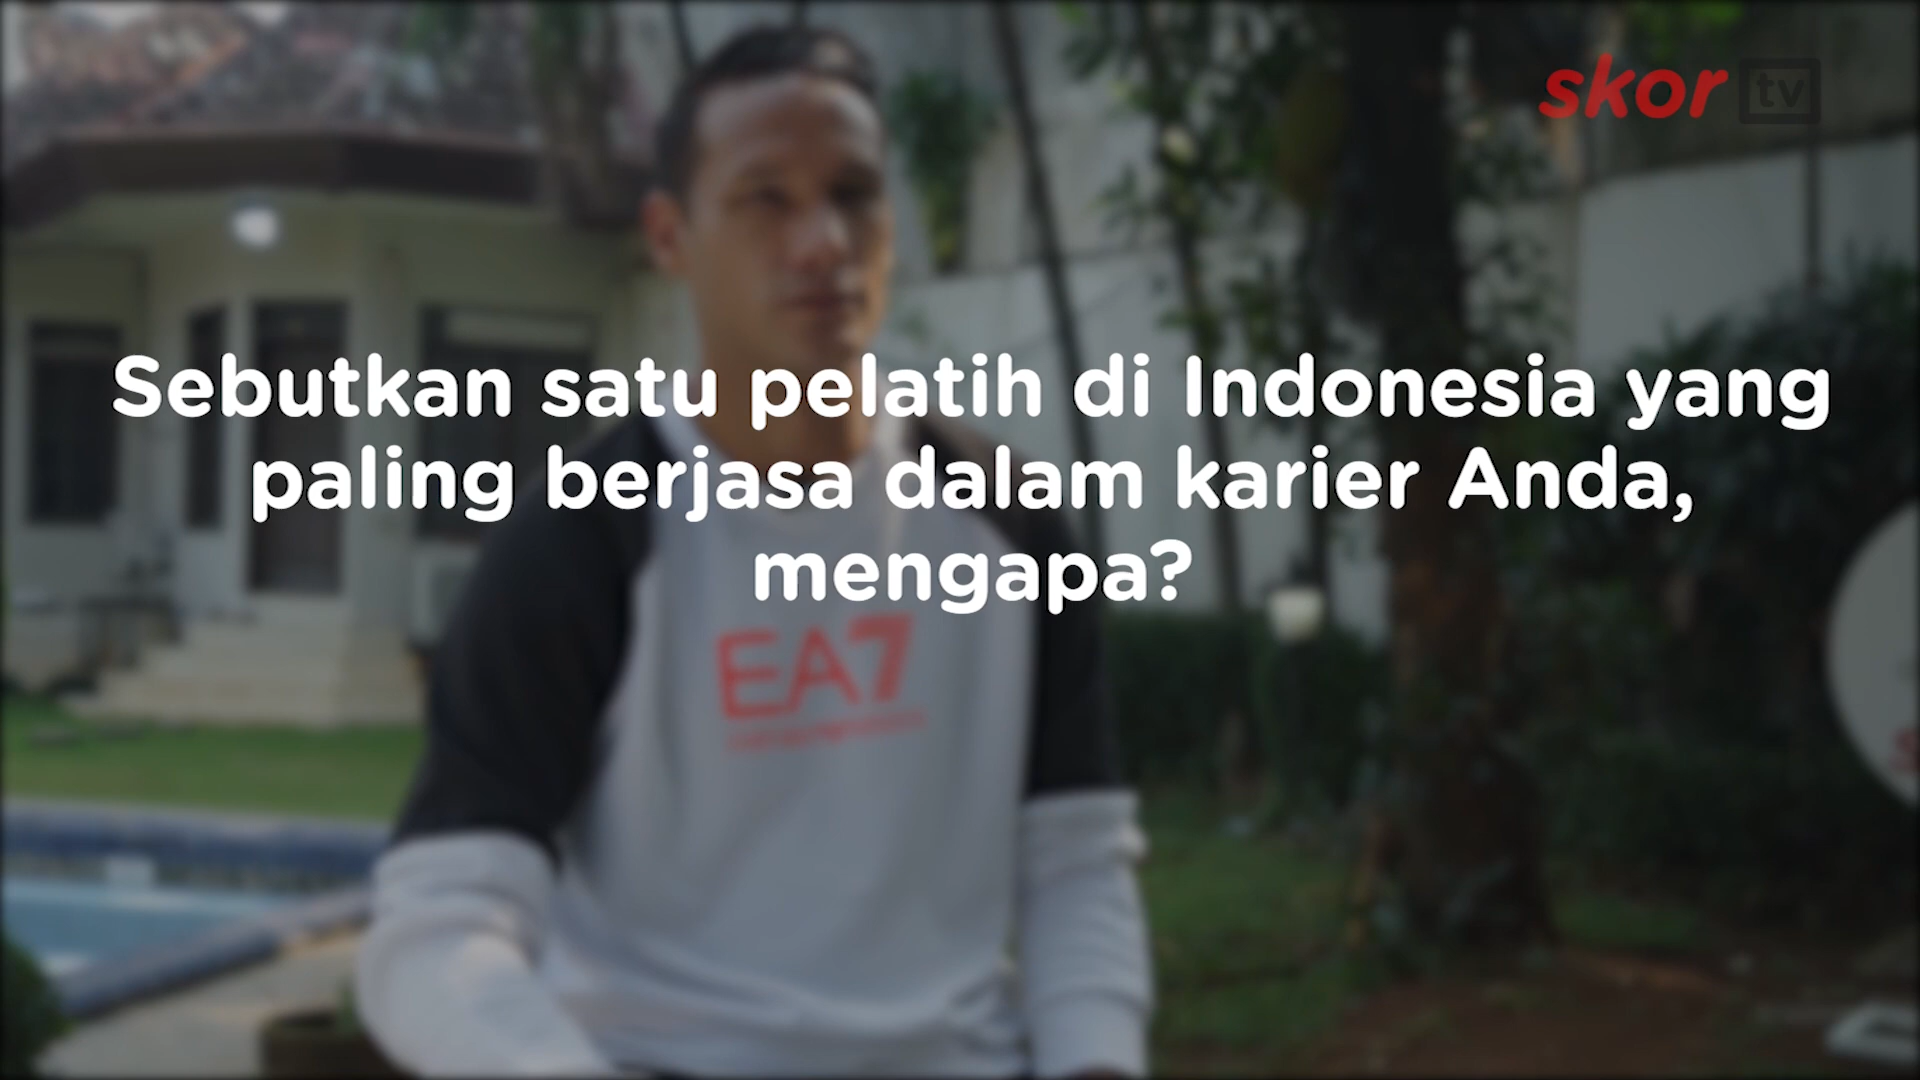 skor tv
Sebutkan satu pelatih di Indonesia yang
paling berjasa dalam karier Anda,
mengapa?
EA7